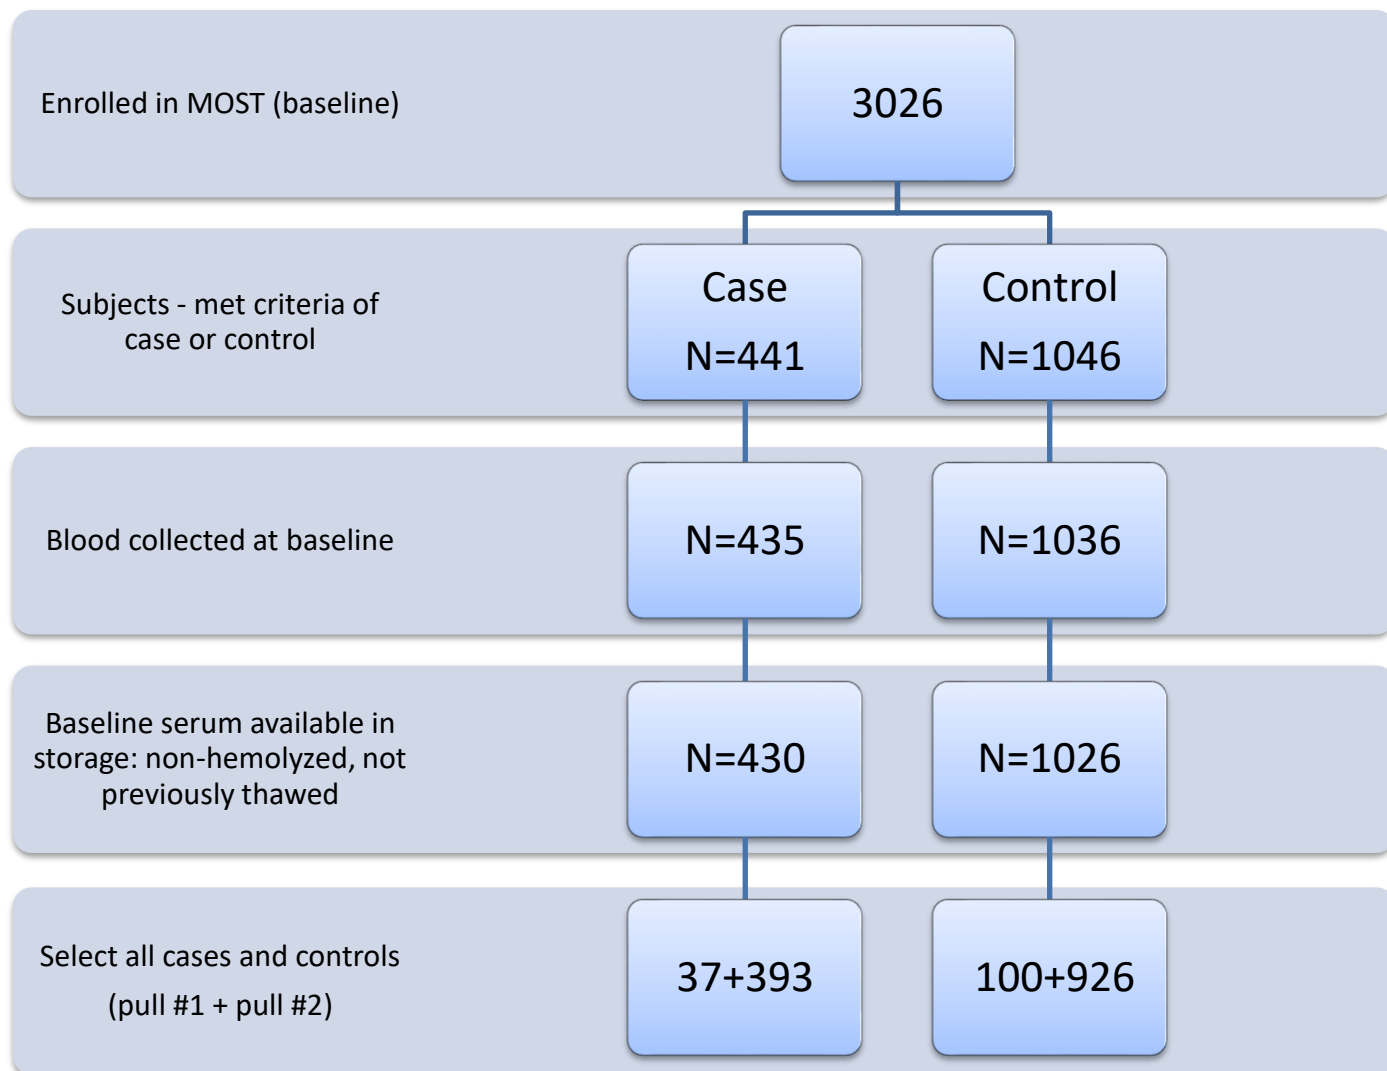 Enrolled in MOST (baseline)
3026
Subjects - met criteria of
case or control
Case
N=441
Control
N=1046
Blood collected at baseline
N=435
N=1036
Baseline serum available in
storage: non-hemolyzed, not
previously thawed
N=430
N=1026
Select all cases and controls
(pull #1 + pull #2)
37+393
100+926